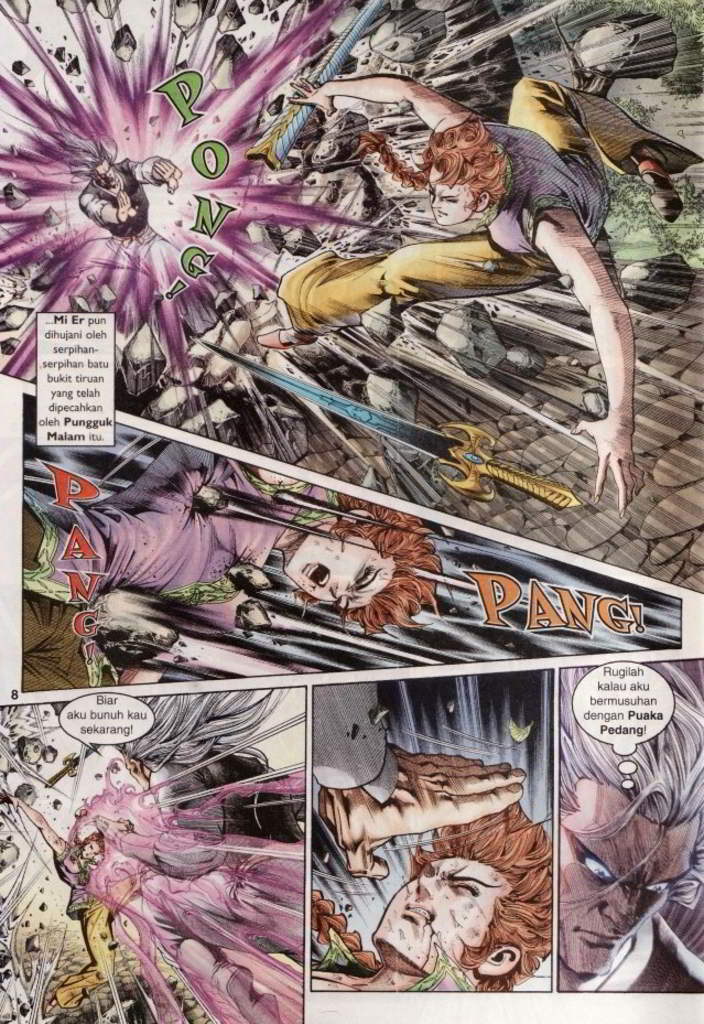 PONG!
...Mi Er pun
dihujani oleh
serpihan-
serpihan batu
bukit tiruan
yang telah
dipecahkan
oleh Pungguk
Malam itu.
PANG!
PANG!
8
Biar
aku bunuh kau
sekarang!
Rugilah
kalau aku
bermusuhan
dengan Puaka
Pedang!